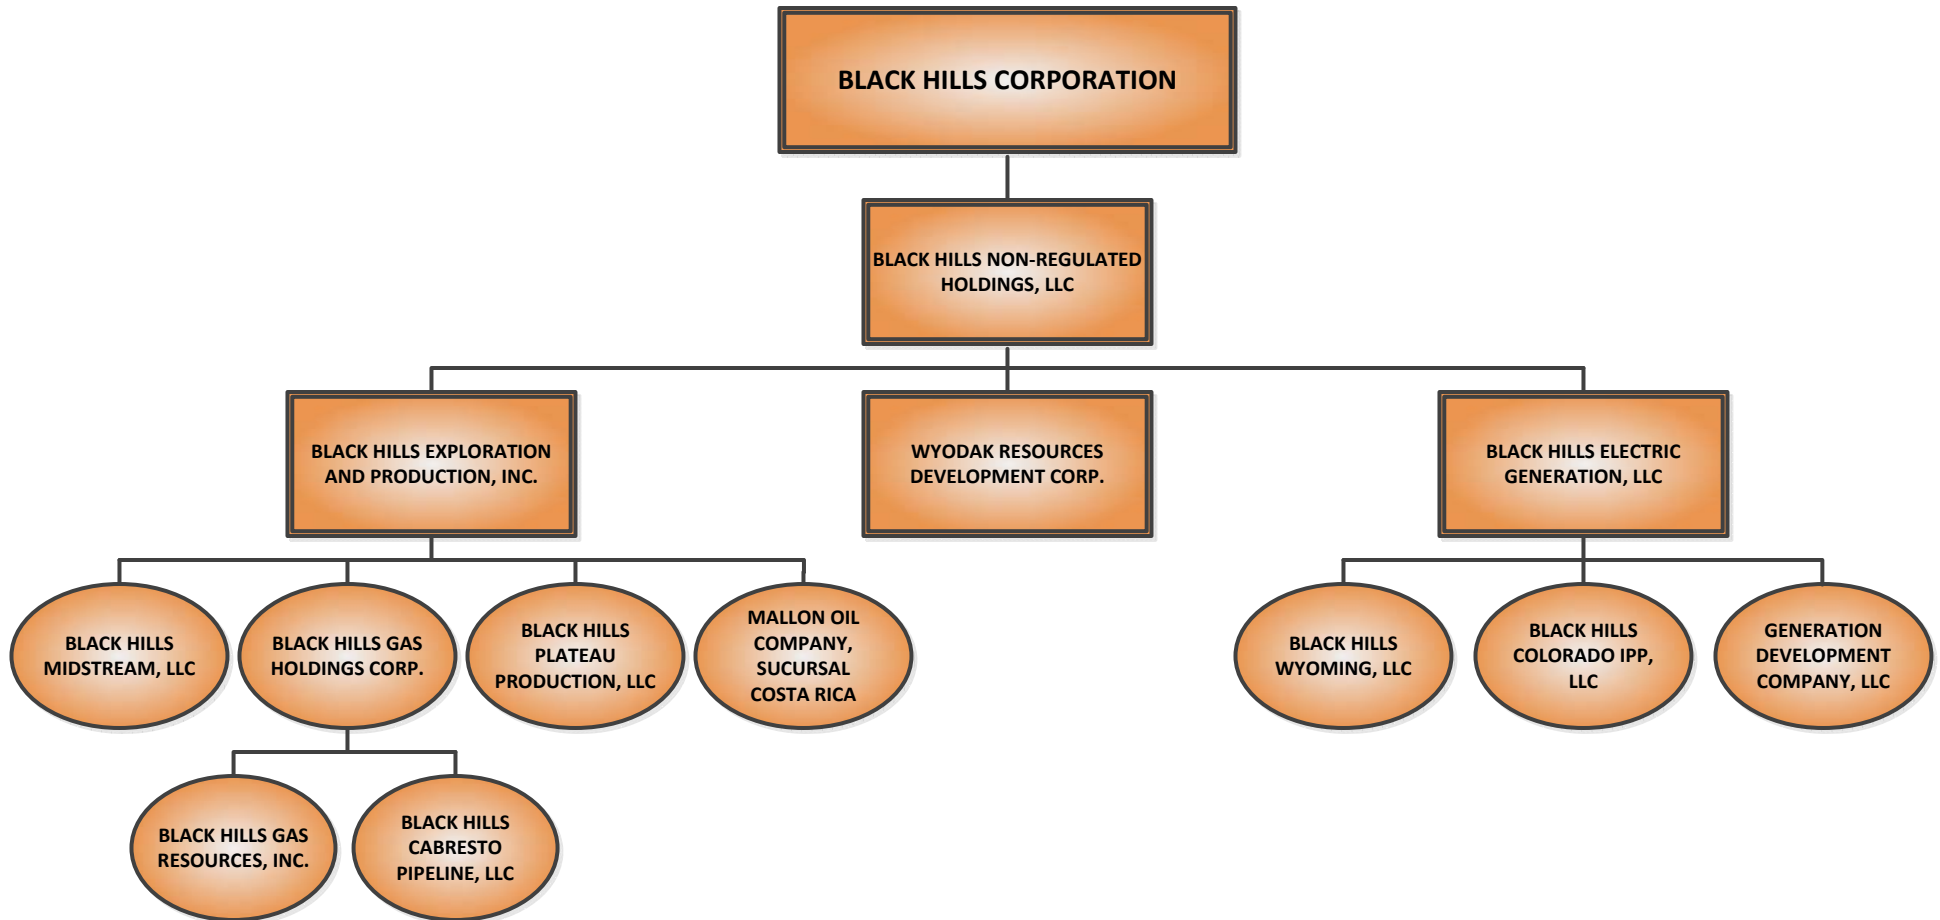 BLACK HILLS CORPORATION
BLACK HILLS NON-REGULATED
HOLDINGS, LLC
BLACK HILLS EXPLORATION
AND PRODUCTION, INC.
WYODAK RESOURCES
DEVELOPMENT CORP.
BLACK HILLS ELECTRIC
GENERATION, LLC
BLACK HILLS
MIDSTREAM, LLC
BLACK HILLS GAS
HOLDINGS CORP.
BLACK HILLS
PLATEAU
PRODUCTION, LLC
MALLON OIL
COMPANY,
SUCURSAL
COSTA RICA
BLACK HILLS
WYOMING, LLC
BLACK HILLS
COLORADO IPP,
LLC
GENERATION
DEVELOPMENT
COMPANY, LLC
BLACK HILLS GAS
RESOURCES, INC.
BLACK HILLS
CABRESTO
PIPELINE, LLC